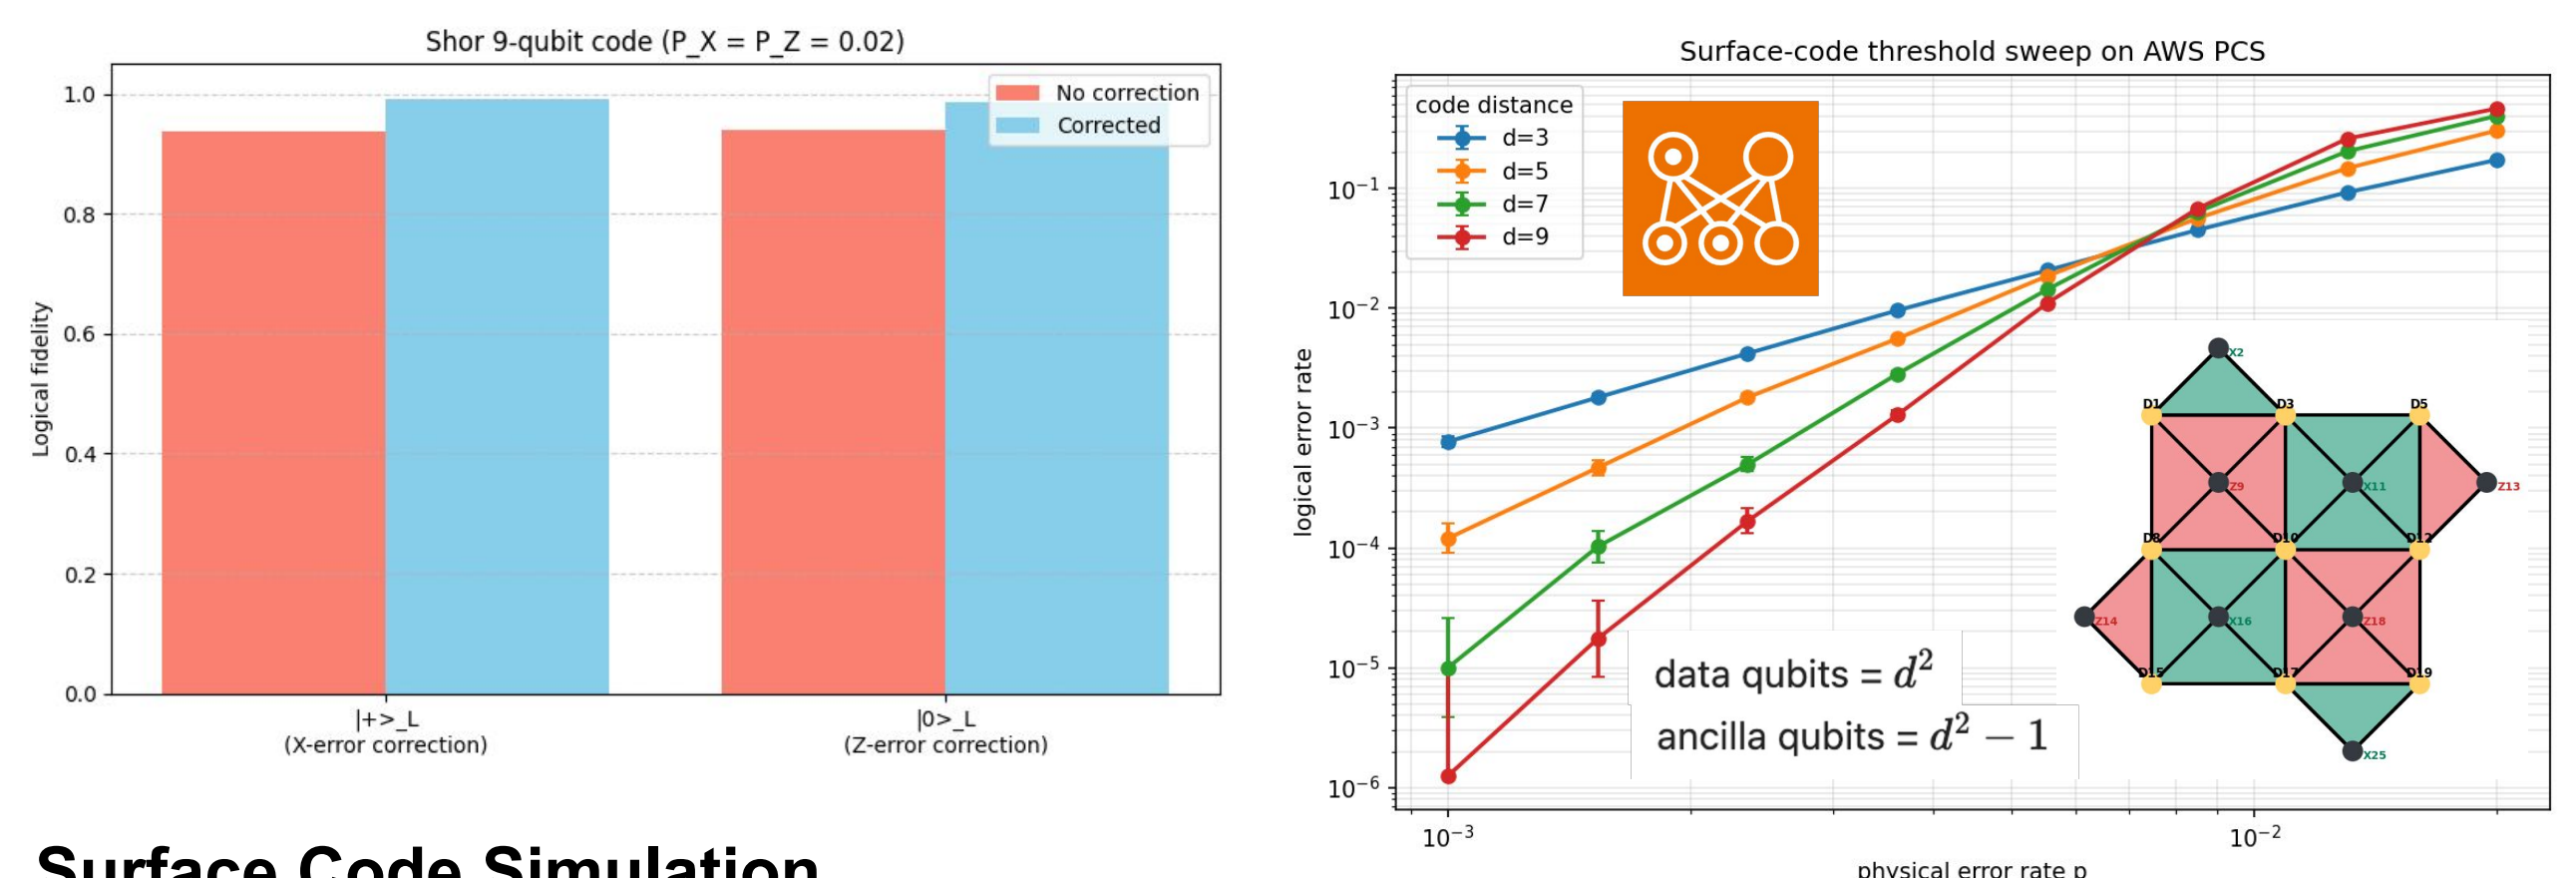 Shor 9-qubit code (P_X = P_Z = 0.02)
Logical fidelity
1.0
0.8
0.6
0.4
0.2
0.0
No correction
Corrected
|+>_L
(X-error correction)
|0>_L
(Z-error correction)
Surface Code Simulation
Surface-code threshold sweep on AWS PCS
logical error rate
code distance
d=3
d=5
d=7
d=9
10⁻¹
10⁻²
10⁻³
10⁻⁴
10⁻⁵
10⁻⁶
X2
D1 D3 D5
Z9 X11 Z13
D8 D10 D12
Z14 X16 Z18
D15 D17 D19
X25
data qubits = d²
ancilla qubits = d² − 1
10⁻³ 10⁻²
physical error rate p